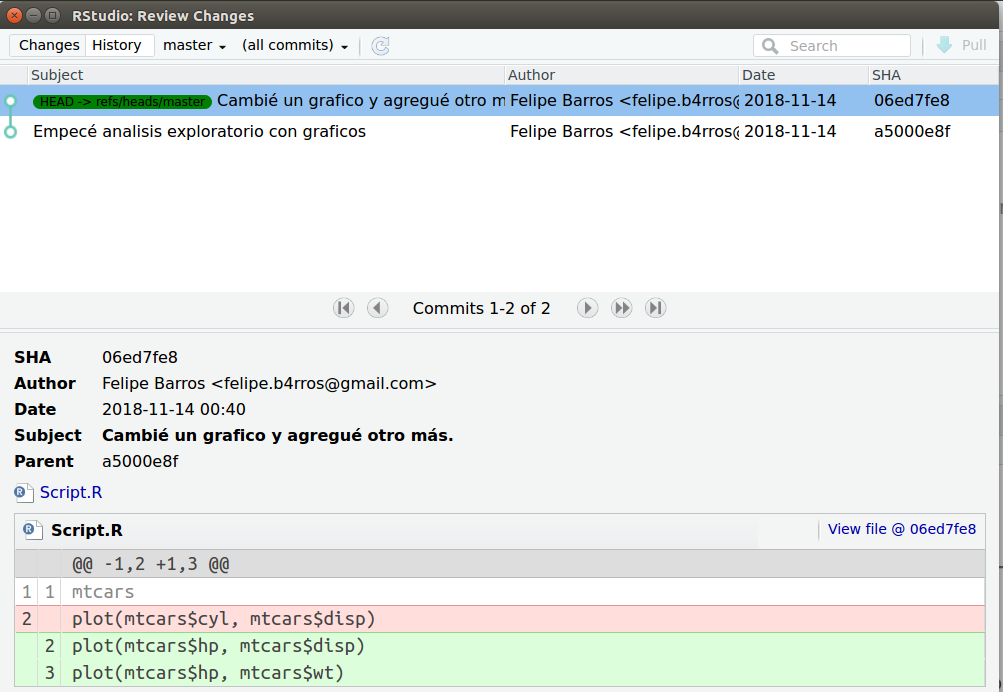 RStudio: Review Changes
Changes History master (all commits) Search Pull
Subject Author Date SHA
HEAD -> refs/heads/master Cambié un grafico y agregué otro m Felipe Barros <felipe.b4rros@ 2018-11-14 06ed7fe8
Empecé analisis exploratorio con graficos Felipe Barros <felipe.b4rros@ 2018-11-14 a5000e8f
Commits 1-2 of 2
SHA 06ed7fe8
Author Felipe Barros <felipe.b4rros@gmail.com>
Date 2018-11-14 00:40
Subject Cambié un grafico y agregué otro más.
Parent a5000e8f
Script.R
Script.R View file @ 06ed7fe8
@@ -1,2 +1,3 @@
1 1 mtcars
2 plot(mtcars$cyl, mtcars$disp)
2 plot(mtcars$hp, mtcars$disp)
3 plot(mtcars$hp, mtcars$wt)